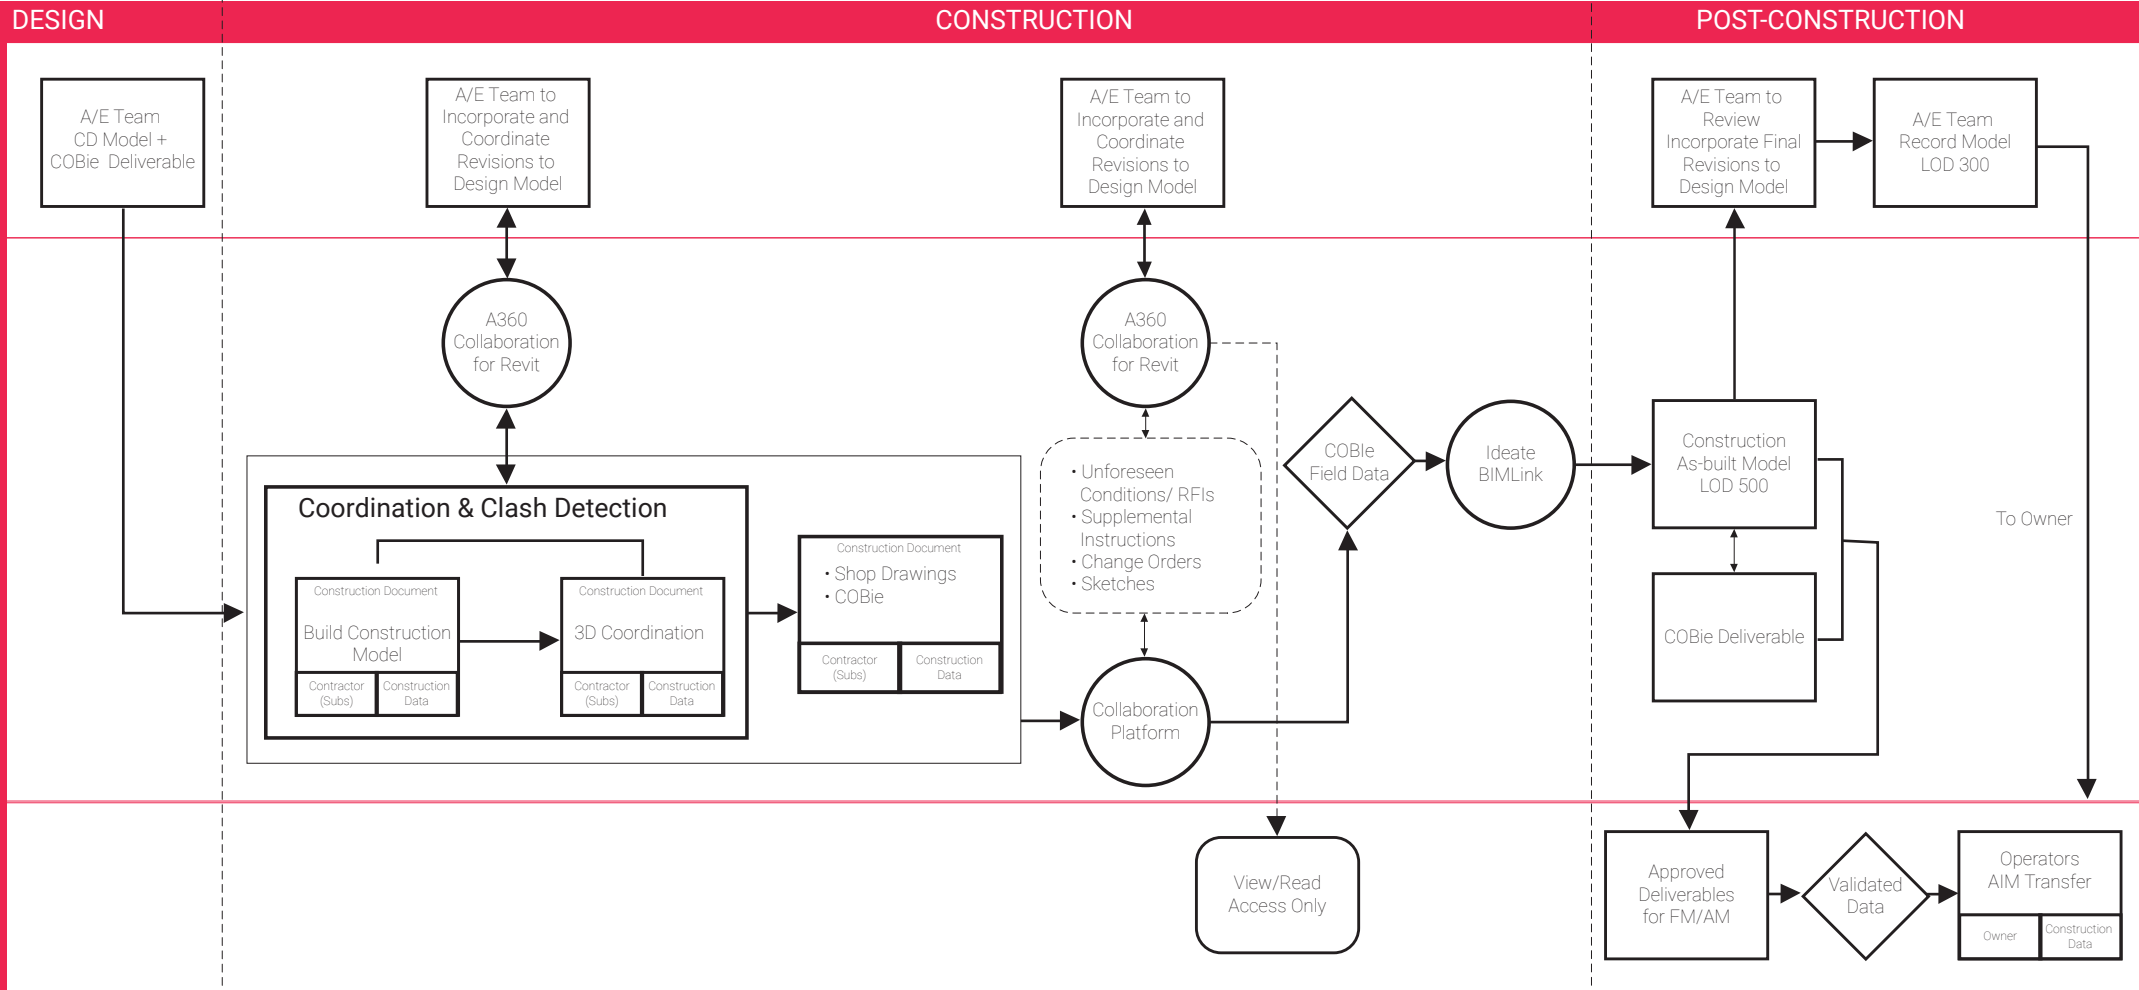 DESIGN
CONSTRUCTION
POST-CONSTRUCTION
A/E Team
CD Model +
COBie Deliverable
A/E Team to
Incorporate and
Coordinate
Revisions to
Design Model
A/E Team to
Incorporate and
Coordinate
Revisions to
Design Model
A/E Team to
Review
Incorporate Final
Revisions to
Design Model
A/E Team
Record Model
LOD 300
A360
Collaboration
for Revit
A360
Collaboration
for Revit
Coordination & Clash Detection
Construction Document
Build Construction
Model
Contractor
(Subs)
Construction
Data
Construction Document
3D Coordination
Contractor
(Subs)
Construction
Data
Construction Document
• Shop Drawings
• COBie
Contractor
(Subs)
Construction
Data
• Unforeseen
Conditions/ RFIs
• Supplemental
Instructions
• Change Orders
• Sketches
Collaboration
Platform
COBIe
Field Data
Ideate
BIMLink
Construction
As-built Model
LOD 500
COBie Deliverable
To Owner
View/Read
Access Only
Approved
Deliverables
for FM/AM
Validated
Data
Operators
AIM Transfer
Owner
Construction
Data